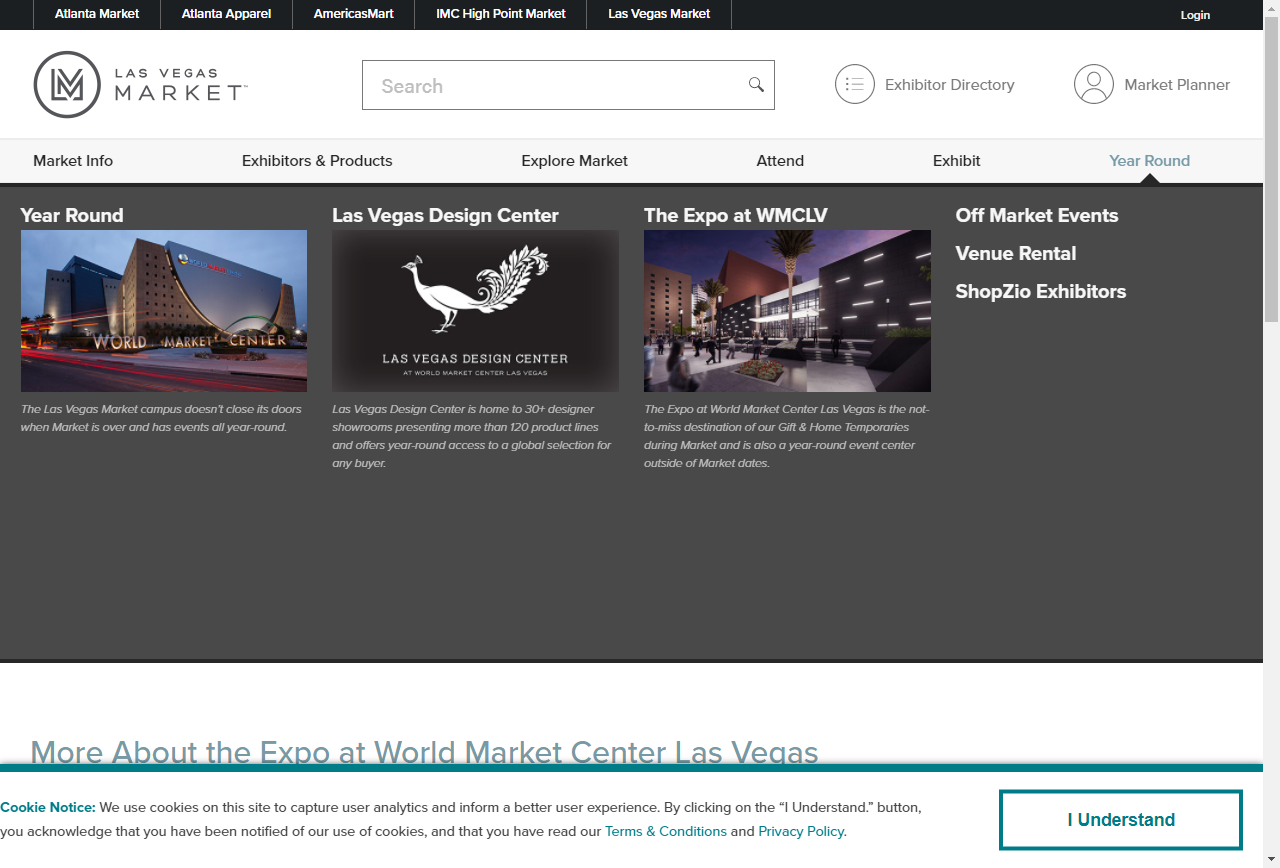 Atlanta Market
Atlanta Apparel
AmericasMart
IMC High Point Market
Las Vegas Market
Login
LAS VEGAS
MARKET™
Search
Exhibitor Directory
Market Planner
Market Info
Exhibitors & Products
Explore Market
Attend
Exhibit
Year Round
Year Round
WORLD MARKET CENTER
WORLD MARKET CENTER
The Las Vegas Market campus doesn't close its doors
when Market is over and has events all year-round.
Las Vegas Design Center
LAS VEGAS DESIGN CENTER
AT WORLD MARKET CENTER LAS VEGAS
Las Vegas Design Center is home to 30+ designer
showrooms presenting more than 120 product lines
and offers year-round access to a global selection for
any buyer.
The Expo at WMCLV
The Expo at World Market Center Las Vegas is the not-
to-miss destination of our Gift & Home Temporaries
during Market and is also a year-round event center
outside of Market dates.
Off Market Events
Venue Rental
ShopZio Exhibitors
More About the Expo at World Market Center Las Vegas
Cookie Notice: We use cookies on this site to capture user analytics and inform a better user experience. By clicking on the “I Understand.” button,
you acknowledge that you have been notified of our use of cookies, and that you have read our Terms & Conditions and Privacy Policy.
I Understand